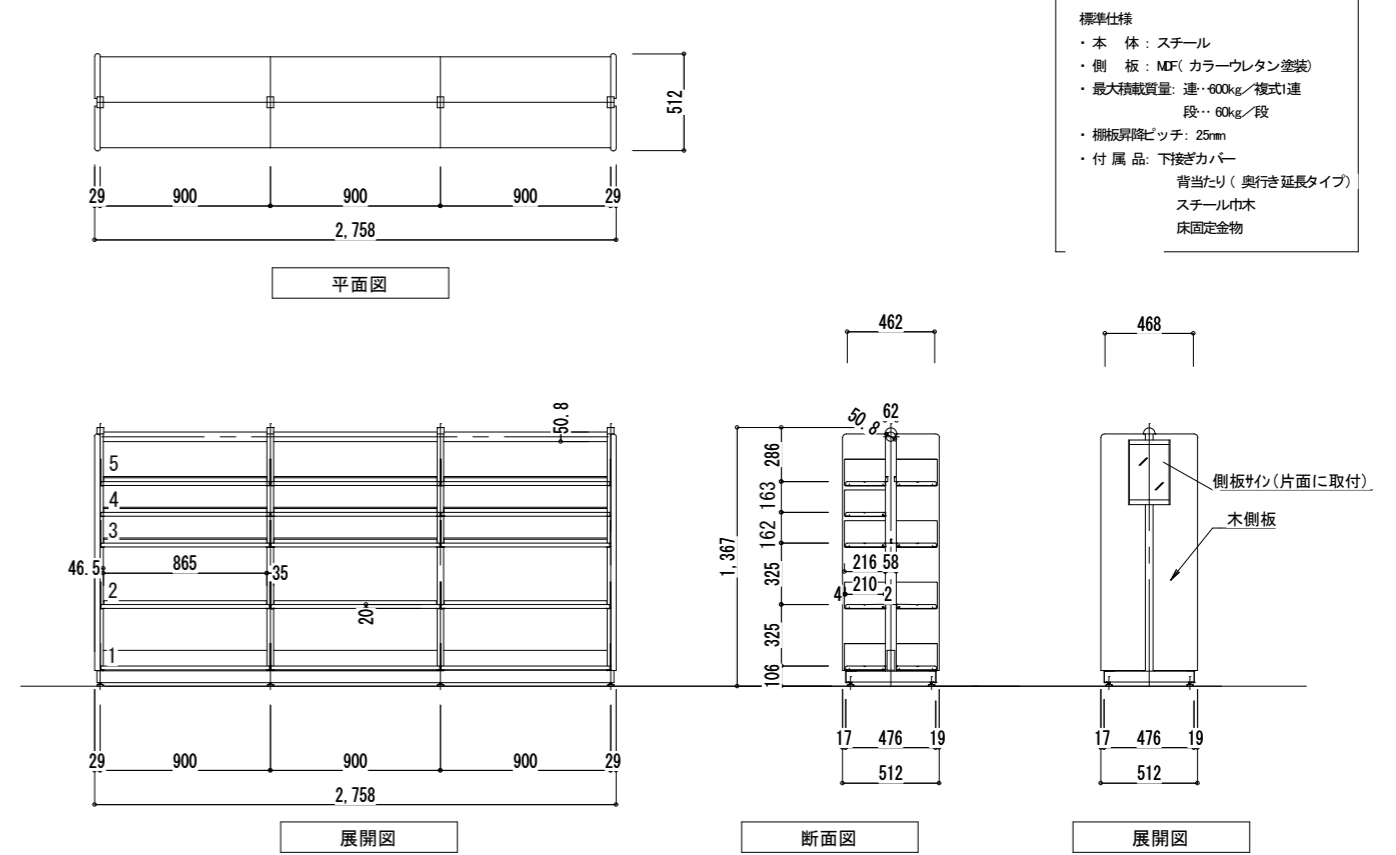 標準仕様
・本　体：スチール
・側　板：MDF(カラーウレタン塗装)
・最大積載質量：連‥600kg／複式1連
段… 60kg／段
・棚板昇降ピッチ：25mm
・付 属 品：下接ぎカバー
背当たり(奥行き延長タイプ)
スチール巾木
床固定金物
512
29 900 900 900 29
2,758
平面図
462
468
50.8
50.8
62
5
4
3
2
1
46.5
865
35
20
1,367
286
163
162
325
325
106
216 58
210
4
2
側板ｻｲﾝ(片面に取付)
木側板
29 900 900 900 29
2,758
17 476 19
512
17 476 19
512
展開図
断面図
展開図